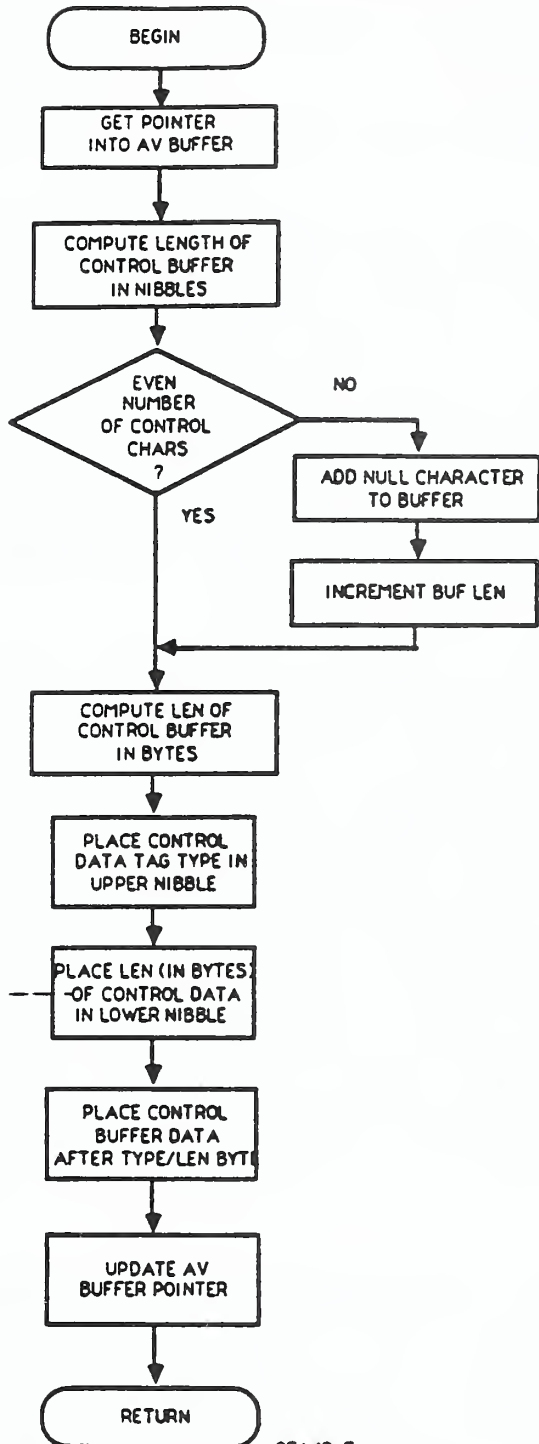 BEGIN
GET POINTER
INTO AV BUFFER
COMPUTE LENGTH OF
CONTROL BUFFER
IN NIBBLES
EVEN
NUMBER
OF CONTROL
CHARS
?
NO
ADD NULL CHARACTER
TO BUFFER
YES
INCREMENT BUF LEN
COMPUTE LEN OF
CONTROL BUFFER
IN BYTES
PLACE CONTROL
DATA TAG TYPE IN
UPPER NIBBLE
PLACE LEN (IN BYTES)
OF CONTROL DATA
IN LOWER NIBBLE
PLACE CONTROL
BUFFER DATA
AFTER TYPE/LEN BYTE
UPDATE AV
BUFFER POINTER
RETURN